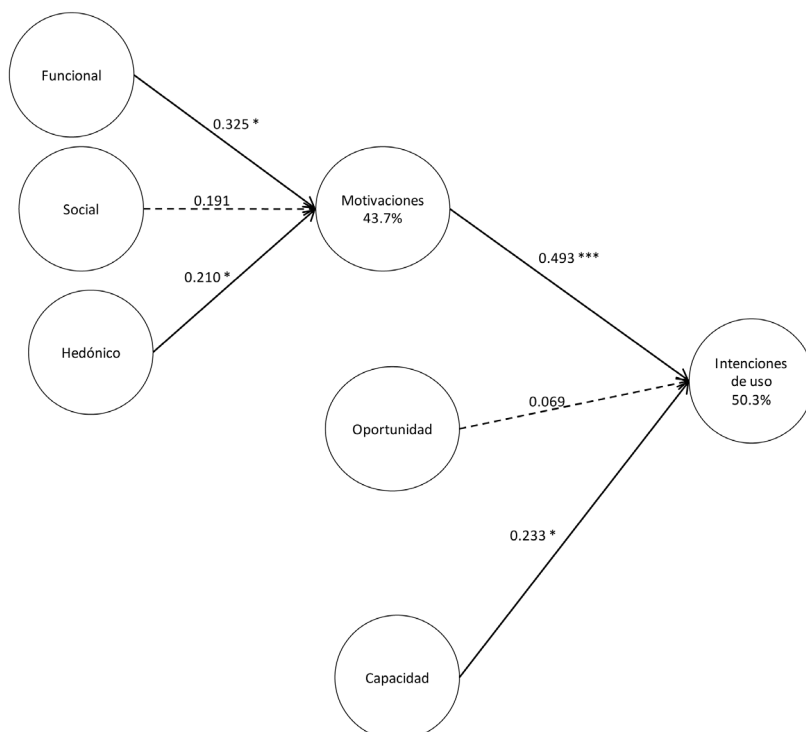 Funcional
0.325 *
Social
0.191
Motivaciones
43.7%
0.210 *
Hedónico
0.493 ***
Intenciones
de uso
50.3%
0.069
Oportunidad
0.233 *
Capacidad